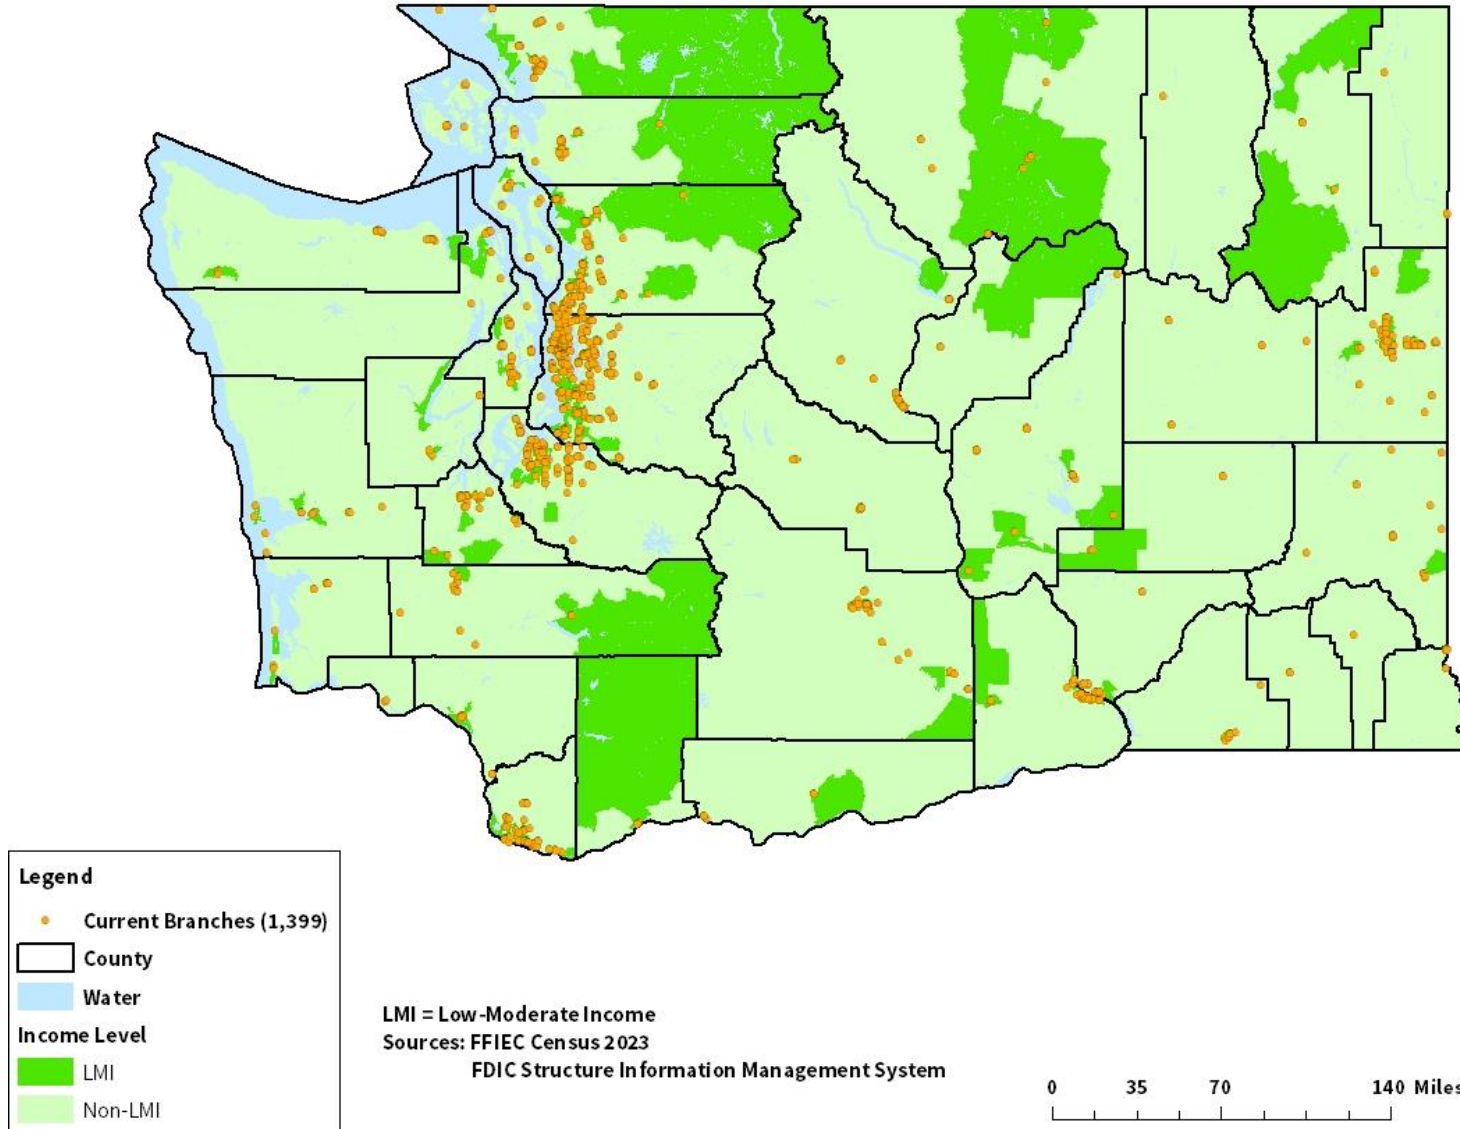 Legend
Current Branches (1,399)
County
Water
Income Level
LMI
Non-LMI
LMI = Low-Moderate Income
Sources: FFIEC Census 2023
FDIC Structure Information Management System
0 35 70 140 Miles